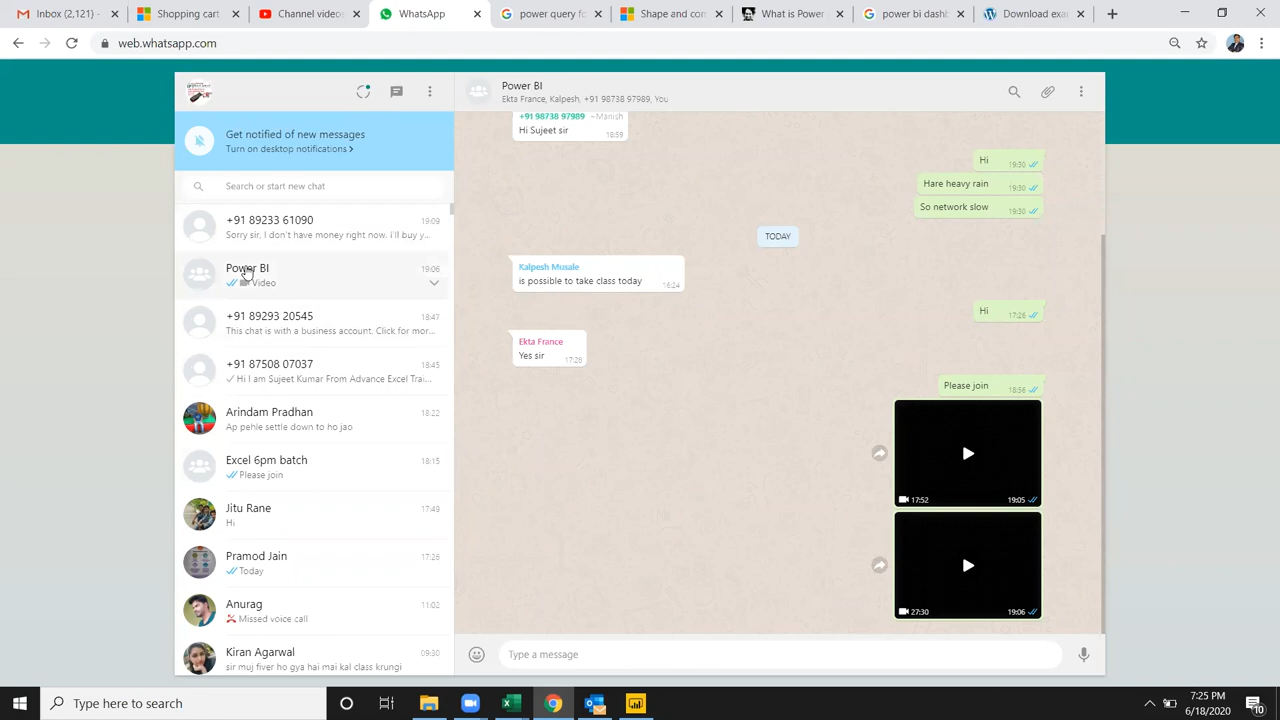 Inbox (2,121)
Shopping cart
Channel videos
WhatsApp
power query f
Shape and con
What is Power
power bi dash
Download exa
web.whatsapp.com
Get notified of new messages
Turn on desktop notifications >
Search or start new chat
+91 89233 61090 19:09
Sorry sir, I don't have money right now. i'll buy y...
Power BI 19:06
Video
+91 89293 20545 18:47
This chat is with a business account. Click for mor...
+91 87508 07037 18:45
Hi I am Sujeet Kumar From Advance Excel Trai...
Arindam Pradhan 18:22
Ap pehle settle down to ho jao
Excel 6pm batch 18:15
Please join
Jitu Rane 17:49
Hi
Pramod Jain 17:26
Today
Anurag 11:02
Missed voice call
Kiran Agarwal 09:30
sir muj fiver ho gya hai mai kal class krungi
Power BI
Ekta France, Kalpesh, +91 98738 97989, You
+91 98738 97989 ~Manish
Hi Sujeet sir 18:59
Hi 19:30
Hare heavy rain 19:30
So network slow 19:30
TODAY
Kalpesh Musale
is possible to take class today 16:24
Hi 17:26
Ekta France
Yes sir 17:28
Please join 18:56
17:52 19:05
27:30 19:06
Type a message
Type here to search
7:25 PM
6/18/2020
10